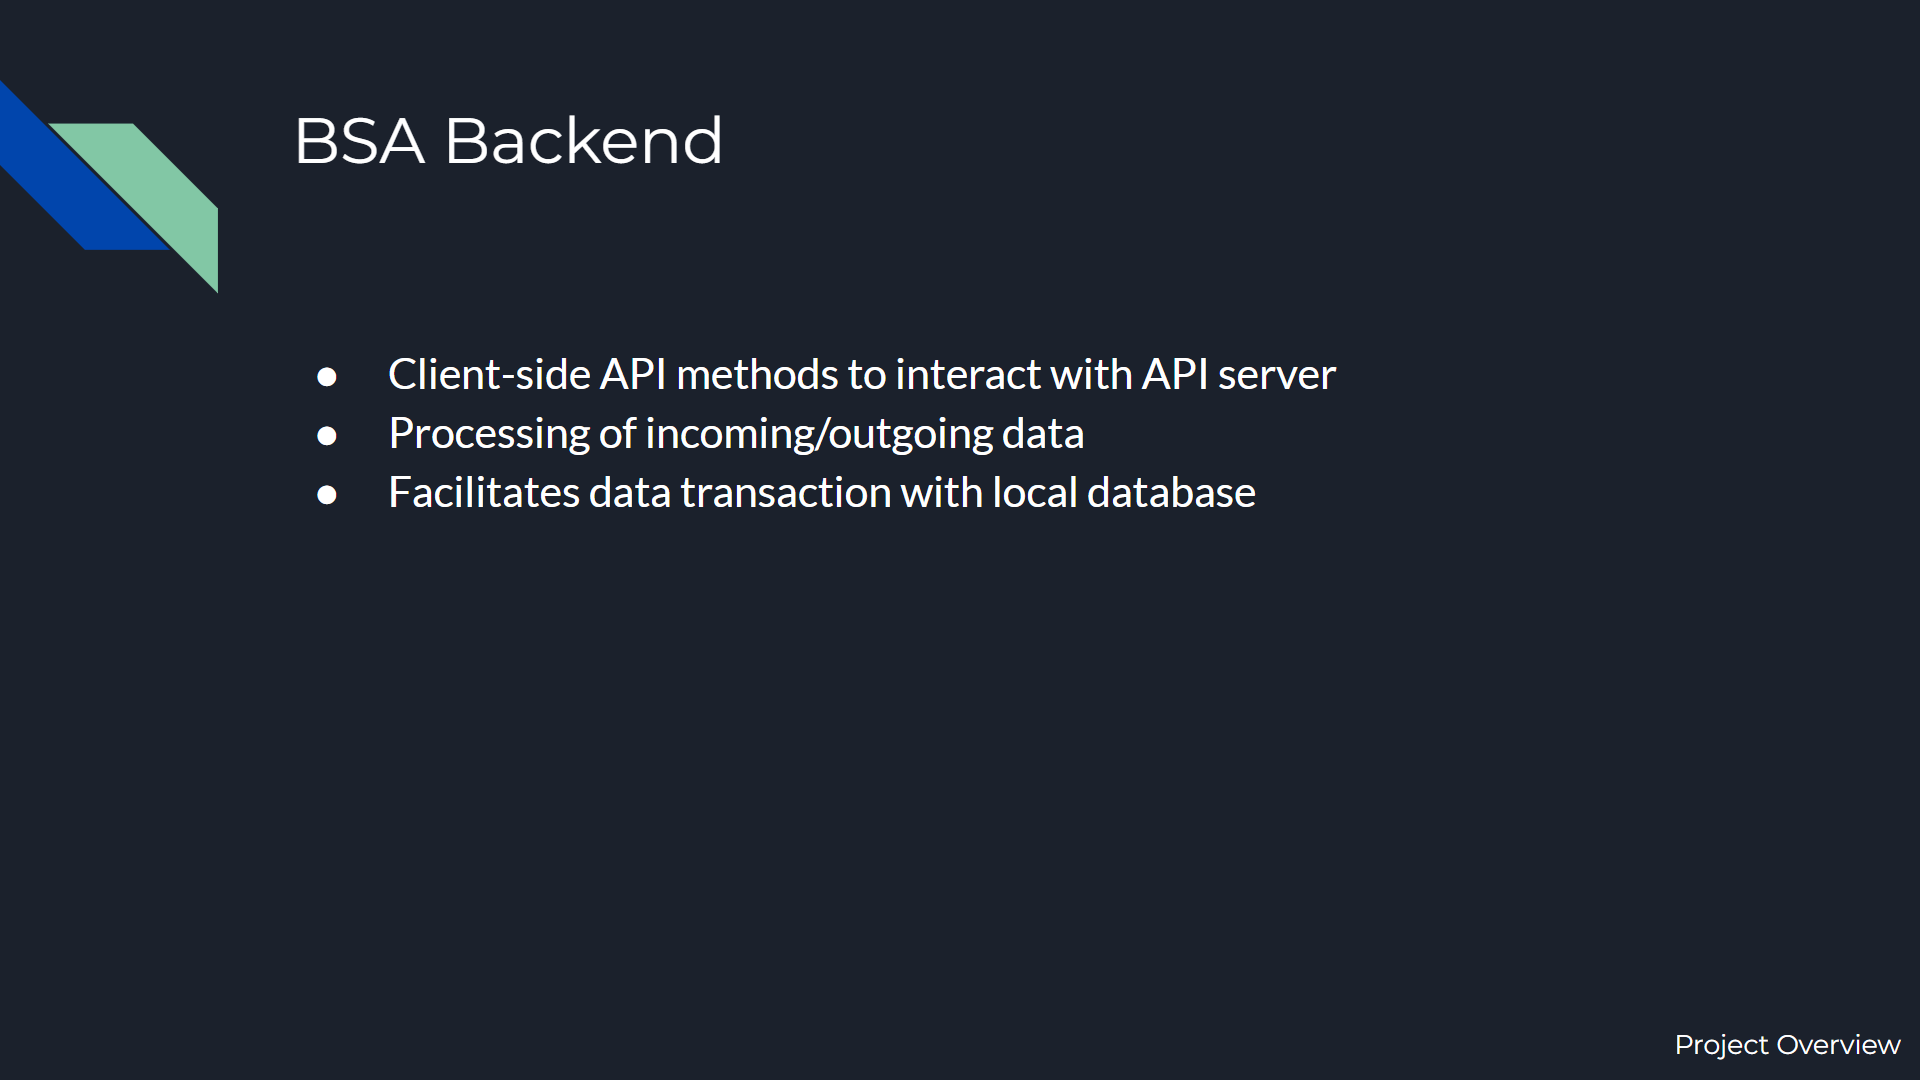 BSA Backend
● Client-side API methods to interact with API server
● Processing of incoming/outgoing data
● Facilitates data transaction with local database
Project Overview